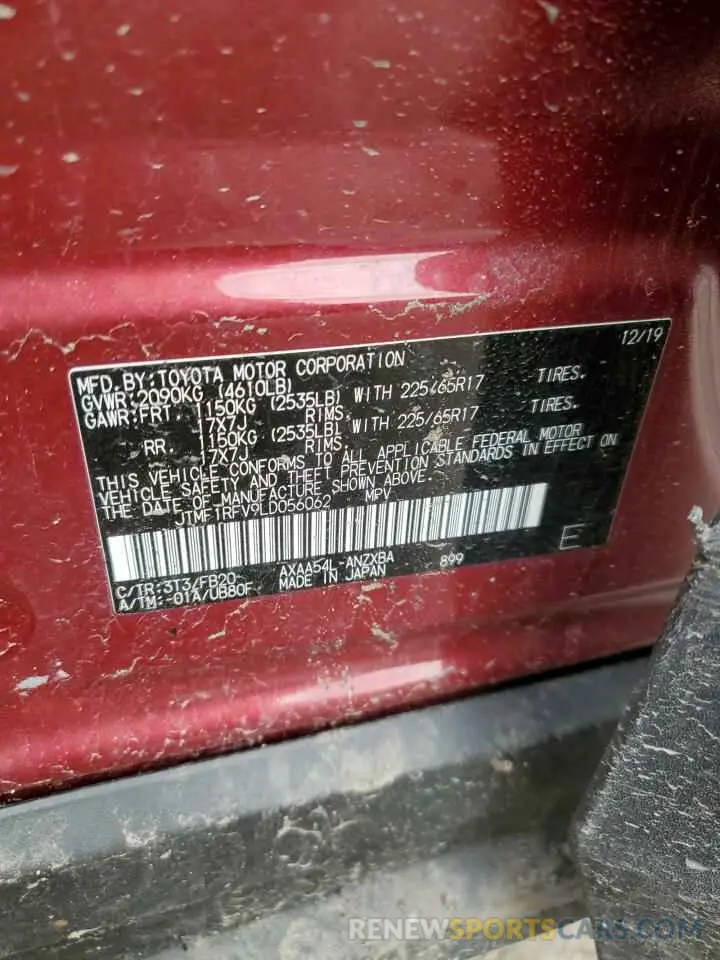 12/19
MFD. BY: TOYOTA MOTOR CORPORATION
GVWR: 2090KG (4610LB)
GAWR: FRT 1150KG (2535LB) WITH 225/65R17 TIRES.
17X7J RIMS.
RR. 1150KG (2535LB) WITH 225/65R17 TIRES.
17X7J RIMS.
THIS VEHICLE CONFORMS TO ALL APPLICABLE FEDERAL MOTOR
VEHICLE SAFETY AND THEFT PREVENTION STANDARDS IN EFFECT ON
THE DATE OF MANUFACTURE SHOWN ABOVE.
JTMF1RFV9LD056062 MPV
E
C/TR: 3T3/FB20 AXAA54L-ANZXBA 899
A/TM: -01A/UB80F MADE IN JAPAN
RENEWSPORTSCARS.COM